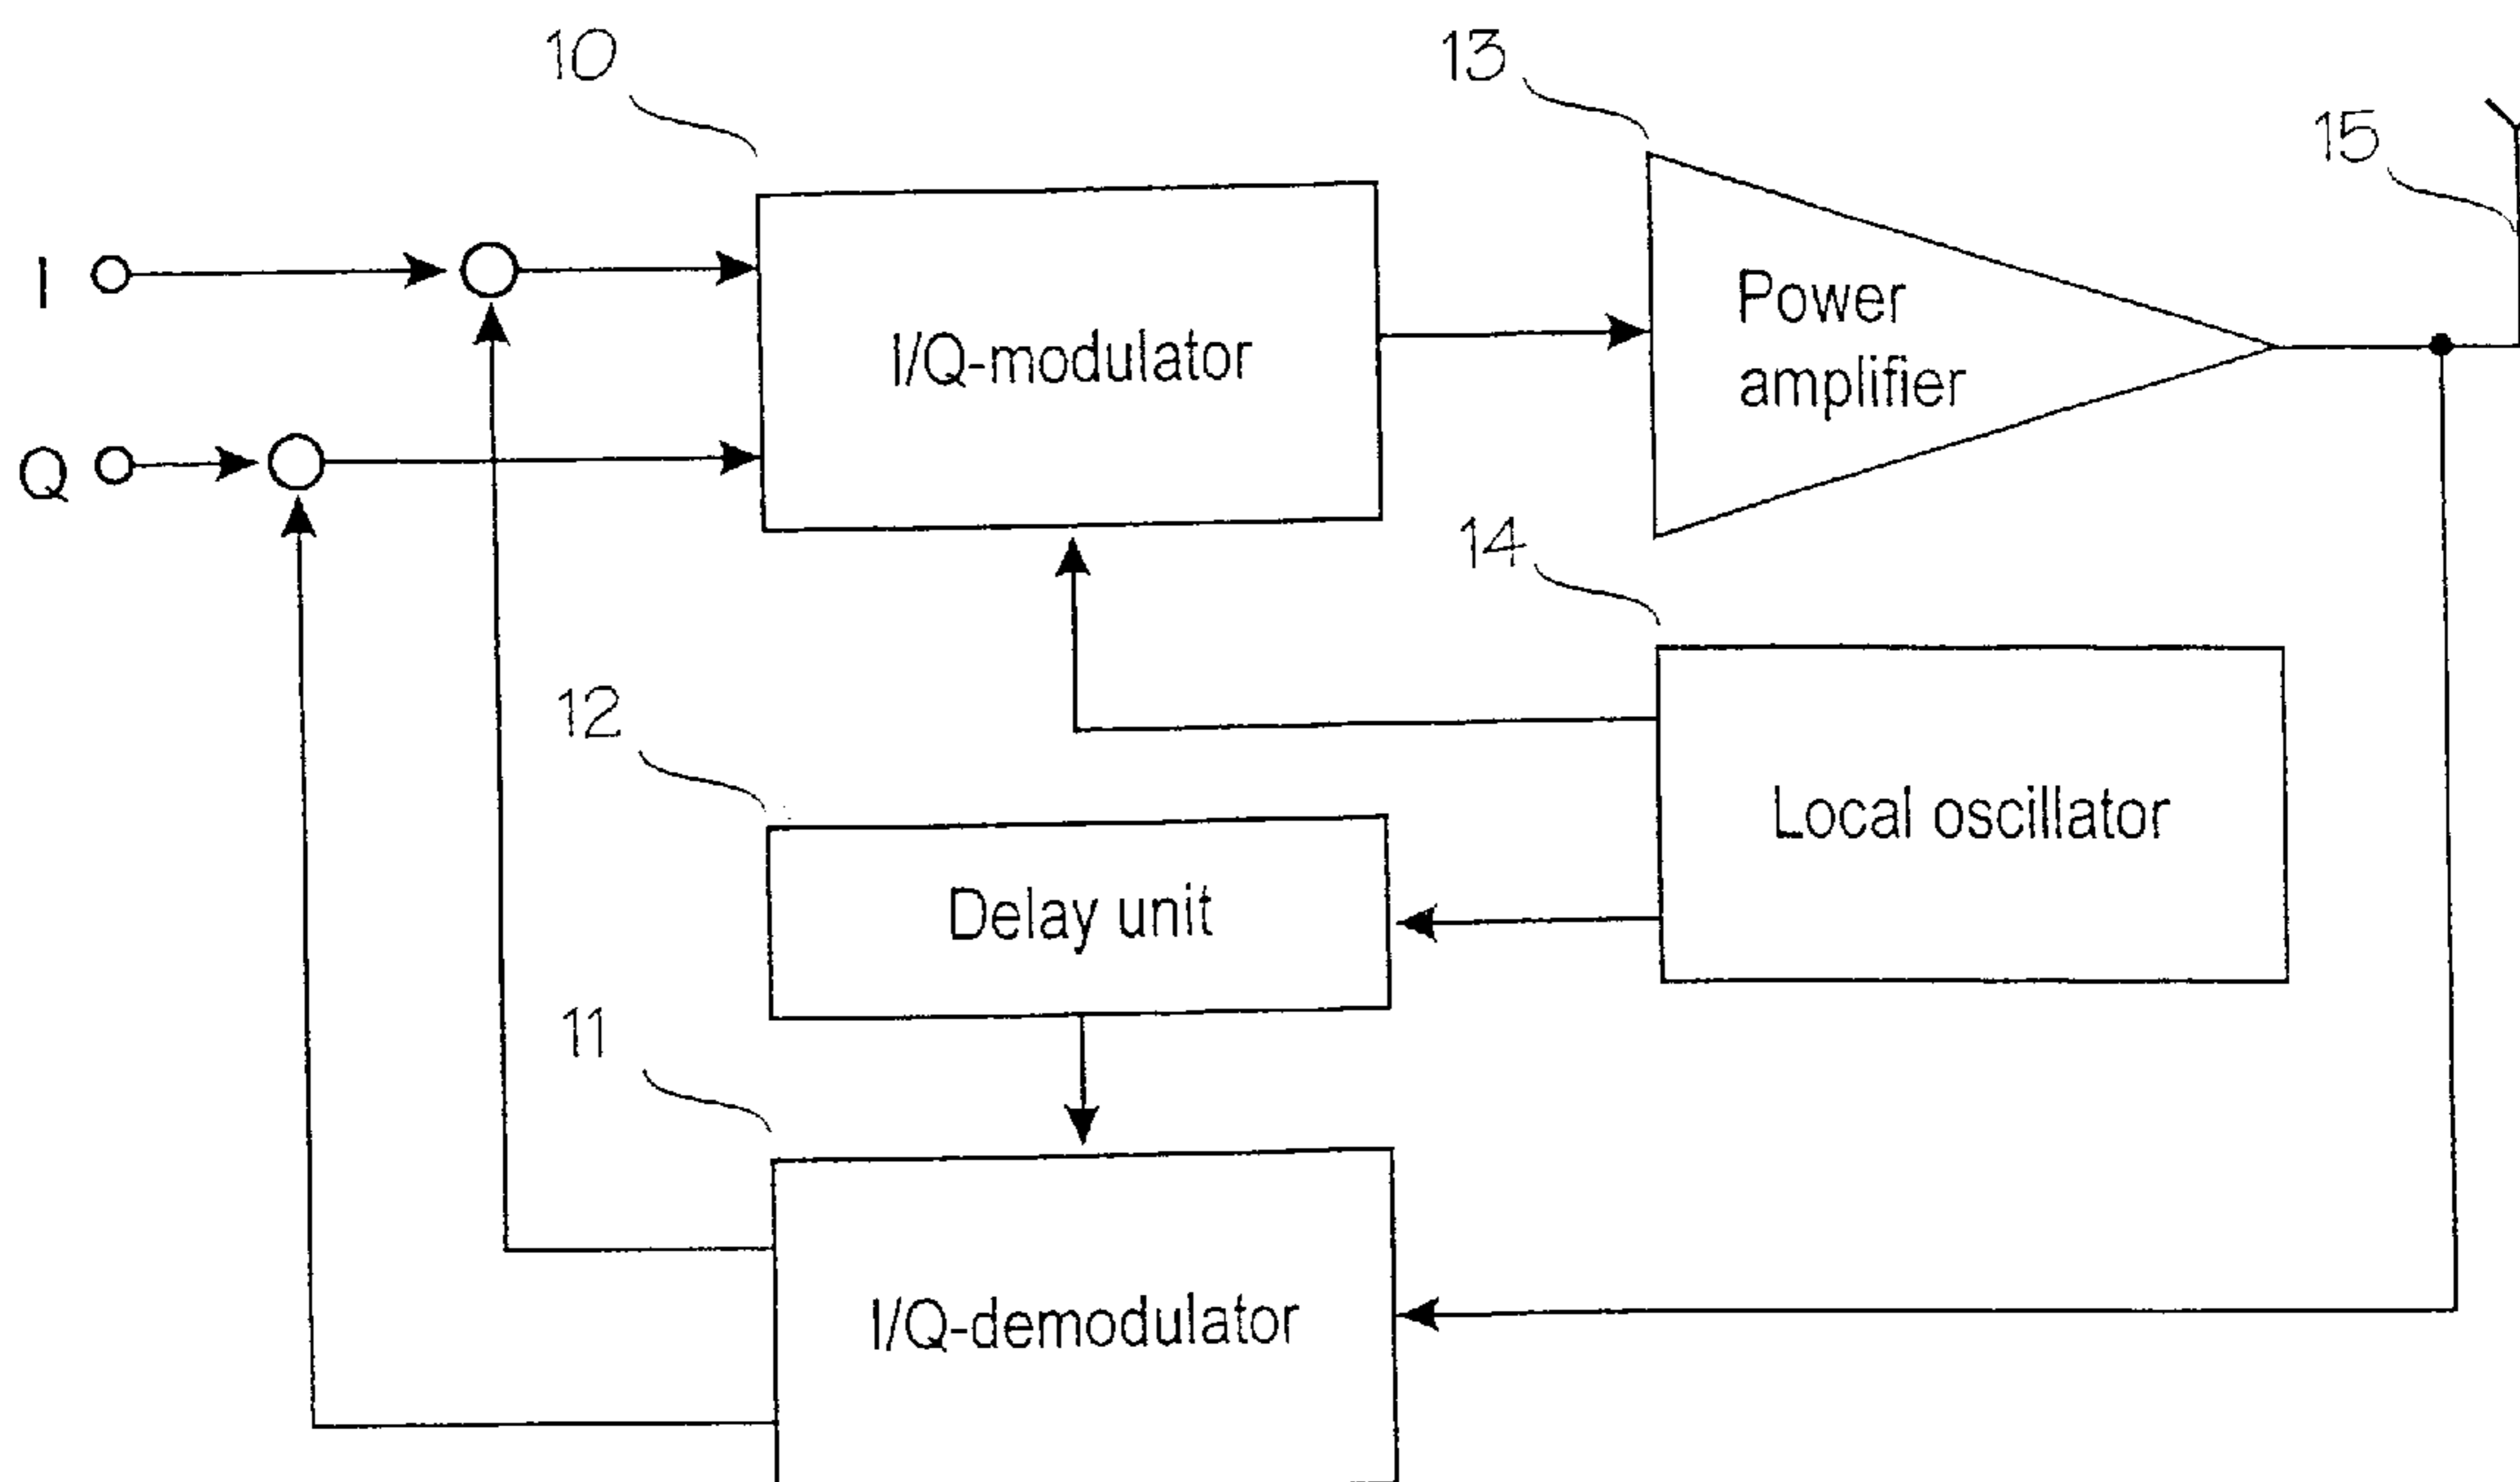 10
13
15
I
I/Q-modulator
Power
amplifier
Q
14
12
Local oscillator
Delay unit
11
I/Q-demodulator